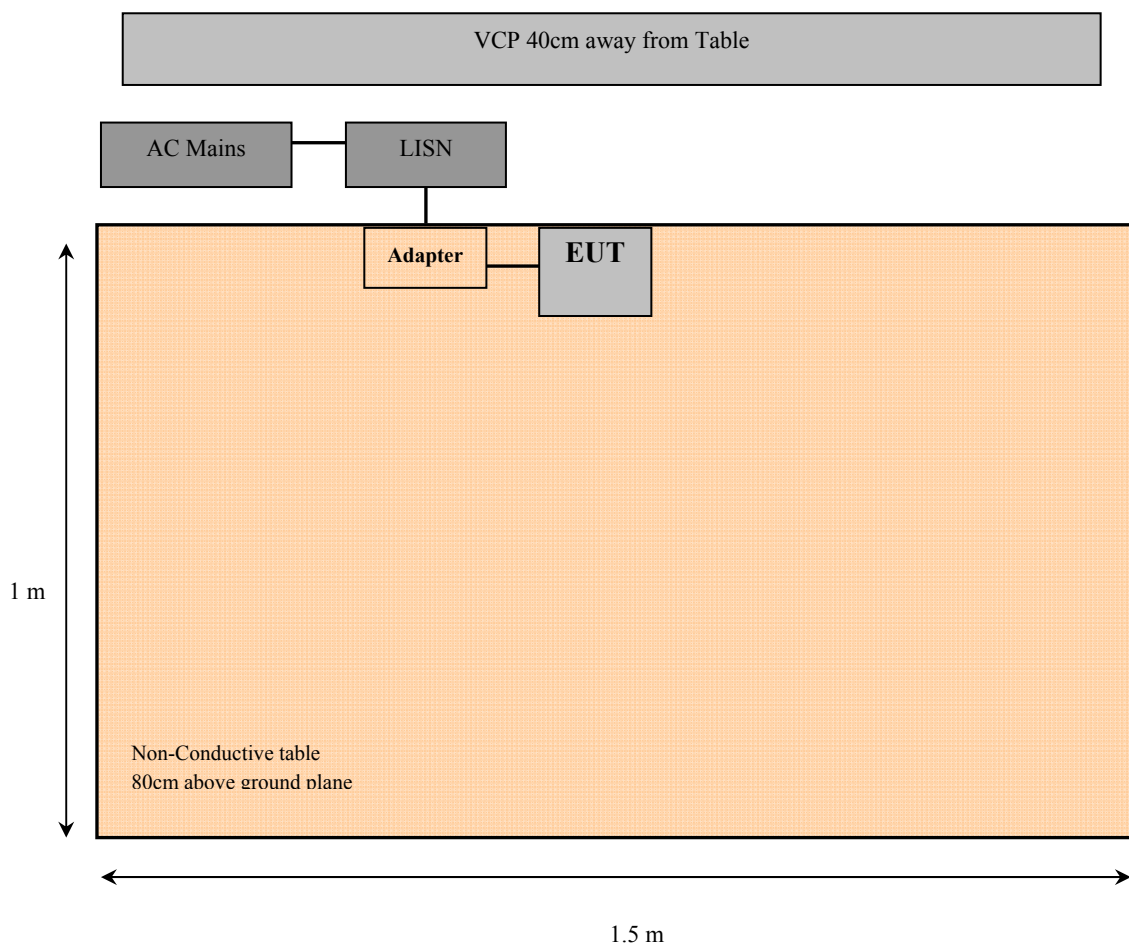 VCP 40cm away from Table
AC Mains
LISN
Adapter
EUT
1 m
Non-Conductive table
80cm above ground plane
1.5 m